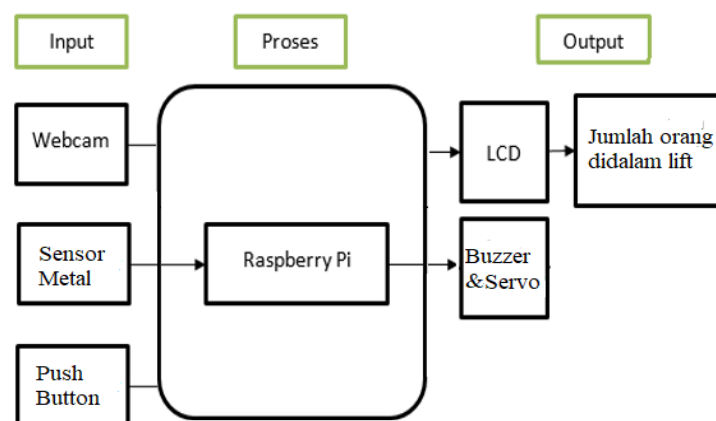 Input
Proses
Output
Webcam
LCD
Jumlah orang
didalam lift
Sensor
Metal
Raspberry Pi
Buzzer
&Servo
Push
Button